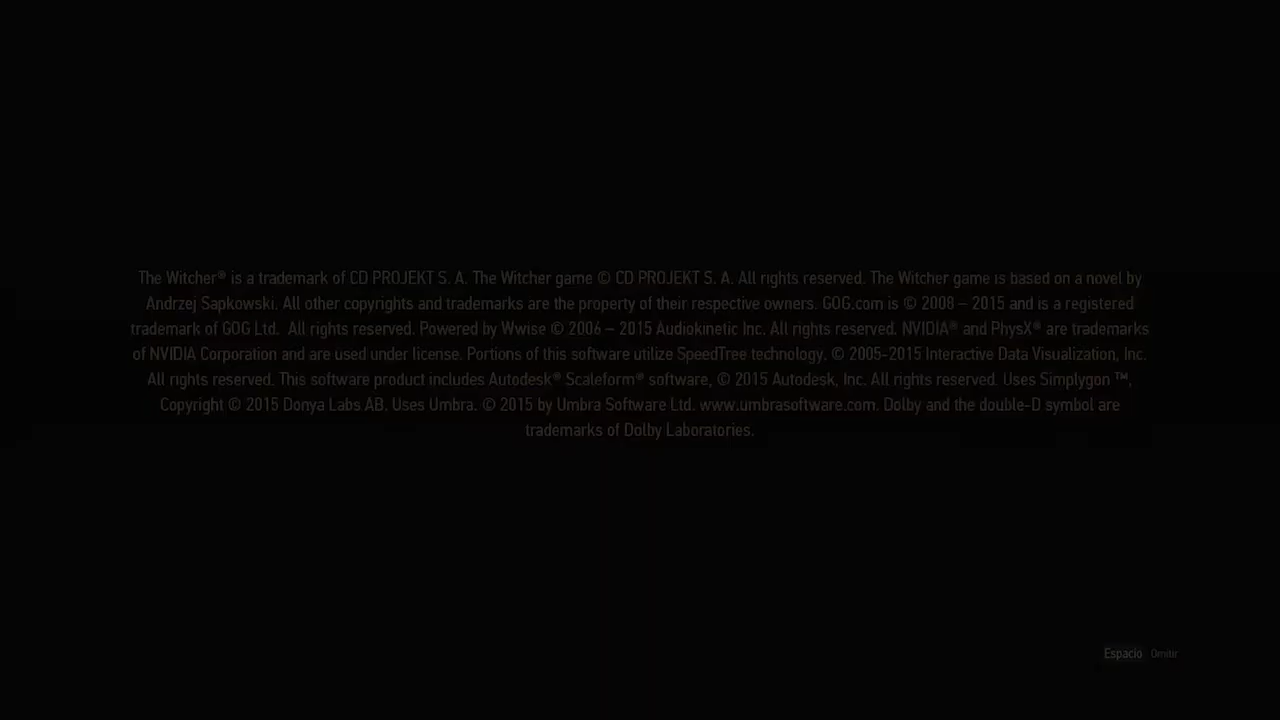 The Witcher® is a trademark of CD PROJEKT S. A. The Witcher game © CD PROJEKT S. A. All rights reserved. The Witcher game is based on a novel by
Andrzej Sapkowski. All other copyrights and trademarks are the property of their respective owners. GOG.com is © 2008 – 2015 and is a registered
trademark of GOG Ltd.  All rights reserved. Powered by Wwise © 2006 – 2015 Audiokinetic Inc. All rights reserved. NVIDIA® and PhysX® are trademarks
of NVIDIA Corporation and are used under license. Portions of this software utilize SpeedTree technology. © 2005-2015 Interactive Data Visualization, Inc.
All rights reserved. This software product includes Autodesk® Scaleform® software, © 2015 Autodesk, Inc. All rights reserved. Uses Simplygon ™,
Copyright © 2015 Donya Labs AB. Uses Umbra. © 2015 by Umbra Software Ltd. www.umbrasoftware.com. Dolby and the double-D symbol are
trademarks of Dolby Laboratories.
Espacio Omitir